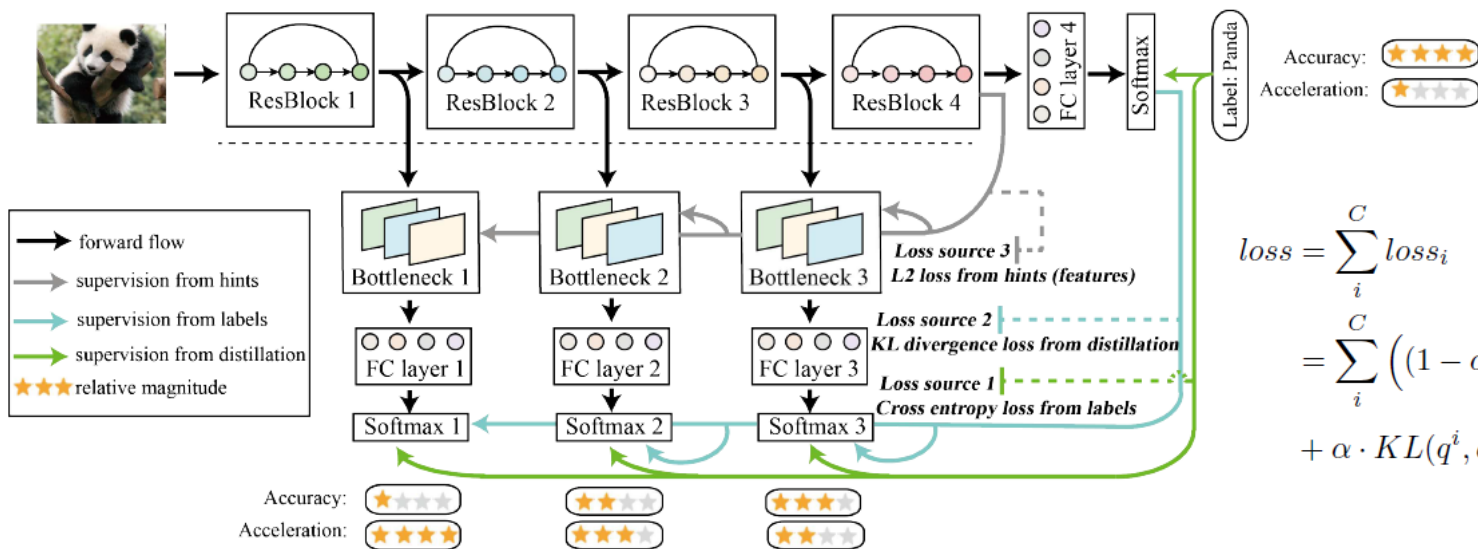 ResBlock 1
ResBlock 2
ResBlock 3
ResBlock 4
FC layer 4
Softmax
Label: Panda
Accuracy:
Acceleration:
forward flow
supervision from hints
supervision from labels
supervision from distillation
relative magnitude
Bottleneck 1
Bottleneck 2
Bottleneck 3
Loss source 3
L2 loss from hints (features)
Loss source 2
KL divergence loss from distillation
Loss source 1
Cross entropy loss from labels
FC layer 1
FC layer 2
FC layer 3
Softmax 1
Softmax 2
Softmax 3
Accuracy:
Acceleration:
loss = \sum_{i}^{C} loss_i
= \sum_{i}^{C} ((1 -
+ α · KL(q^i,